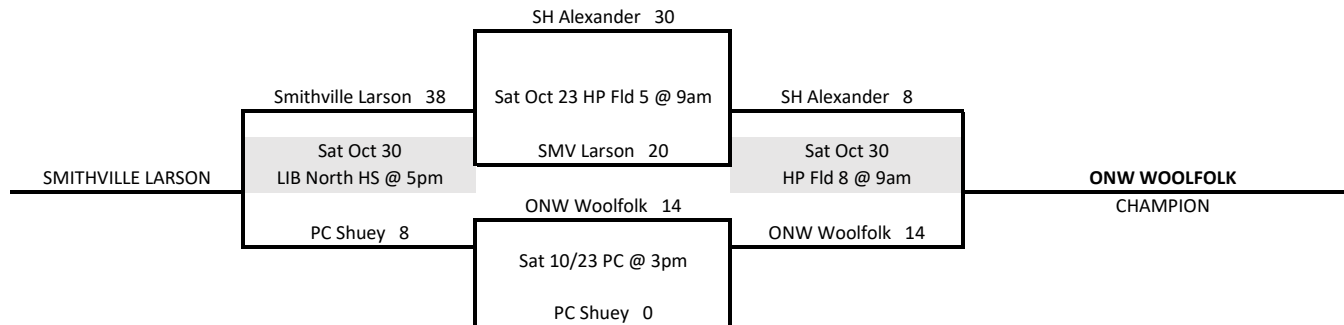 SH Alexander 30
Smithville Larson 38
Sat Oct 23 HP Fld 5 @ 9am
SH Alexander 8
Sat Oct 30
LIB North HS @ 5pm
SMV Larson 20
Sat Oct 30
HP Fld 8 @ 9am
SMITHVILLE LARSON
ONW WOOLFOLK
CHAMPION
ONW Woolfolk 14
PC Shuey 8
ONW Woolfolk 14
Sat 10/23 PC @ 3pm
PC Shuey 0